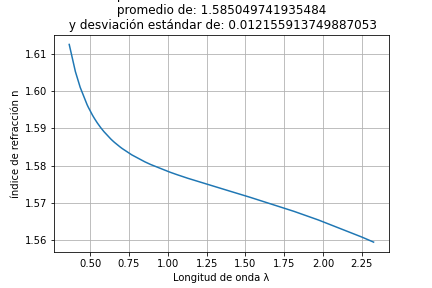 promedio de: 1.585049741935484
y desviación estándar de: 0.012155913749887053
1.61
1.60
1.59
1.58
1.57
1.56
Índice de refracción n
0.50 0.75 1.00 1.25 1.50 1.75 2.00 2.25
Longitud de onda λ